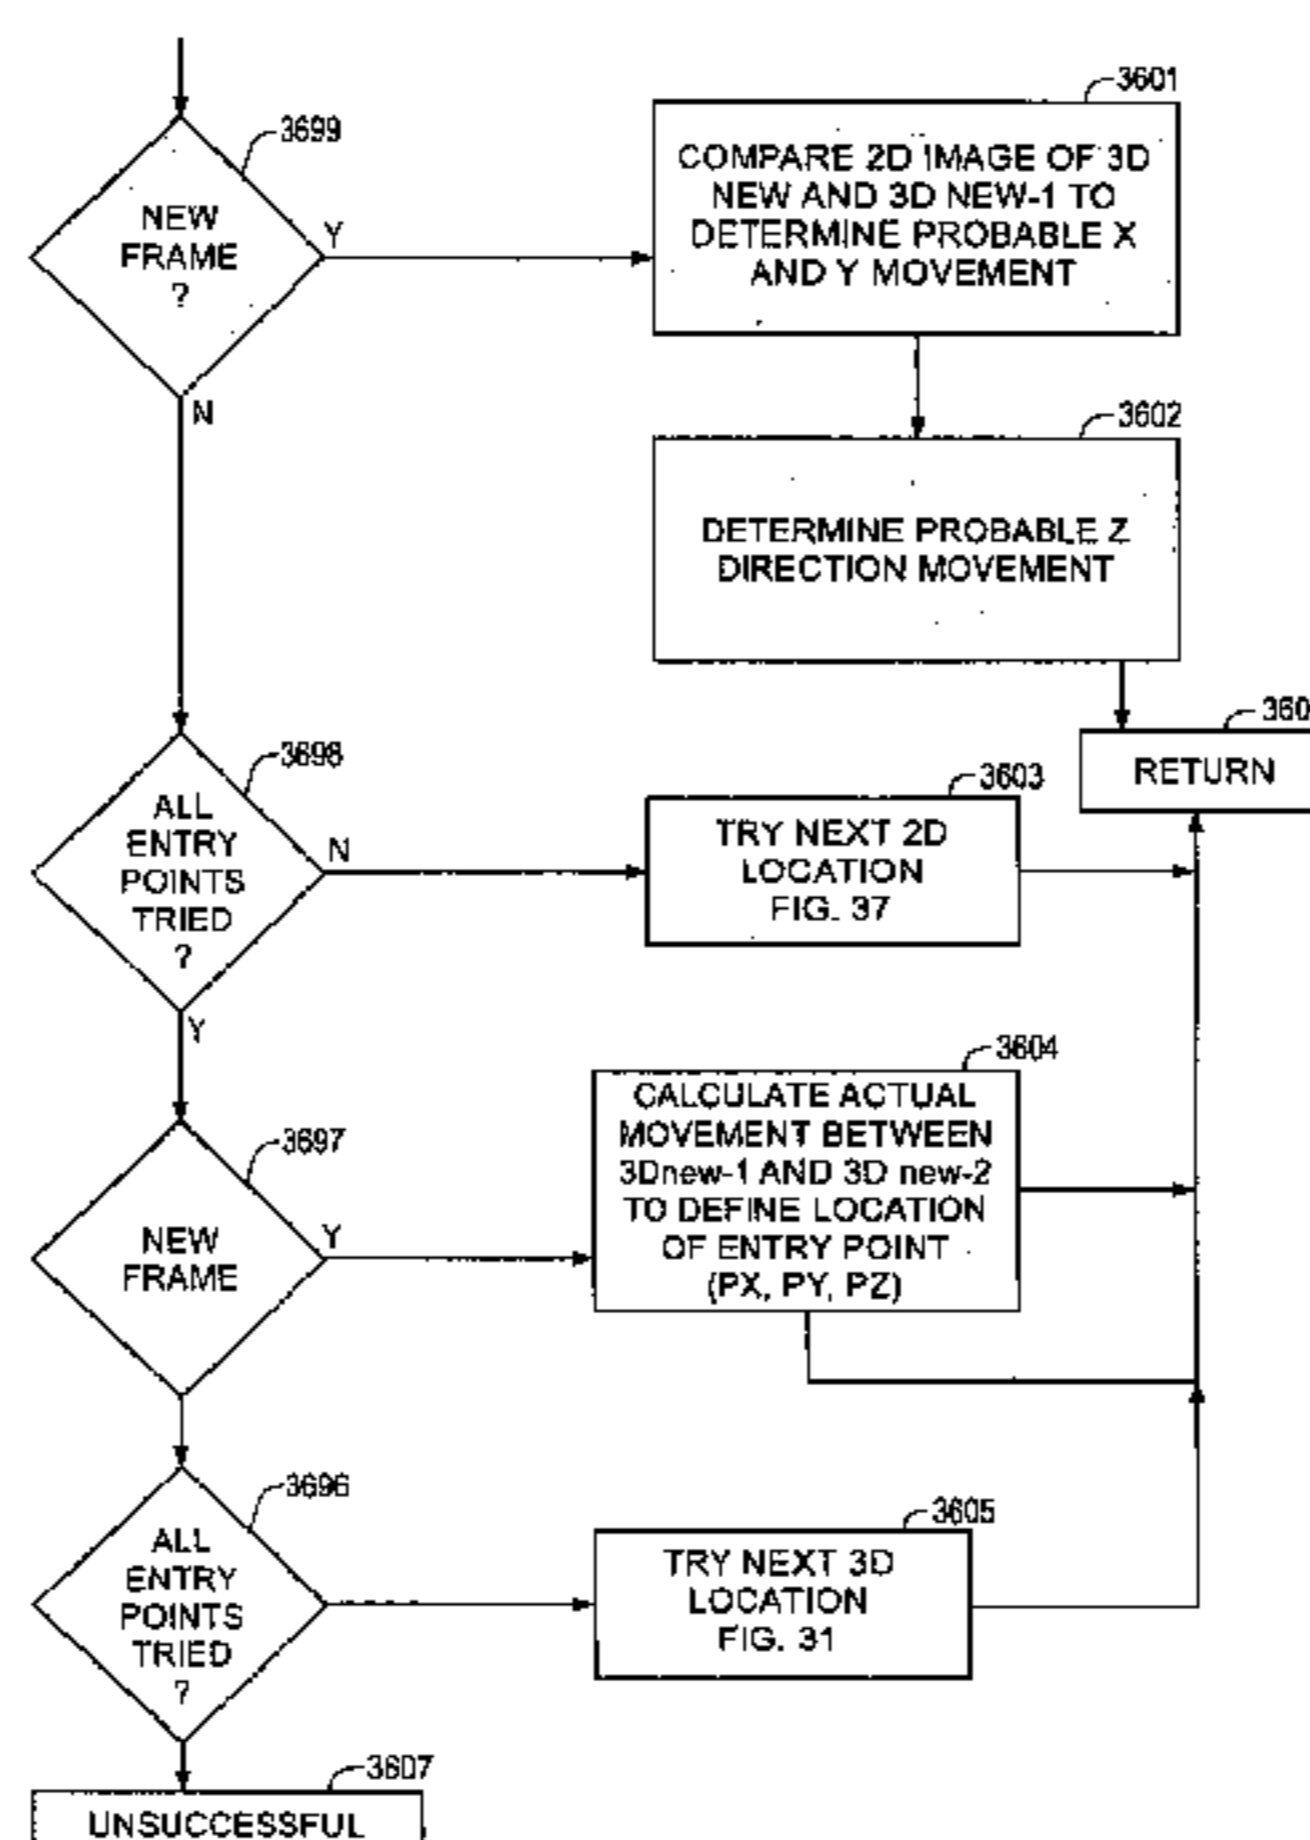 3699
NEW
FRAME
?
Y
N
3601
COMPARE 2D IMAGE OF 3D
NEW AND 3D NEW-1 TO
DETERMINE PROBABLE X
AND Y MOVEMENT
3602
DETERMINE PROBABLE Z
DIRECTION MOVEMENT
RETURN
3698
ALL
ENTRY
POINTS
TRIED
?
N
Y
3603
TRY NEXT 2D
LOCATION
FIG. 37
3697
NEW
FRAME
Y
3604
CALCULATE ACTUAL
MOVEMENT BETWEEN
3Dnew-1 AND 3D new-2
TO DEFINE LOCATION
OF ENTRY POINT
(PX, PY, PZ)
3696
ALL
ENTRY
POINTS
TRIED
?
3605
TRY NEXT 3D
LOCATION
FIG. 31
3607
UNSUCCESSFUL